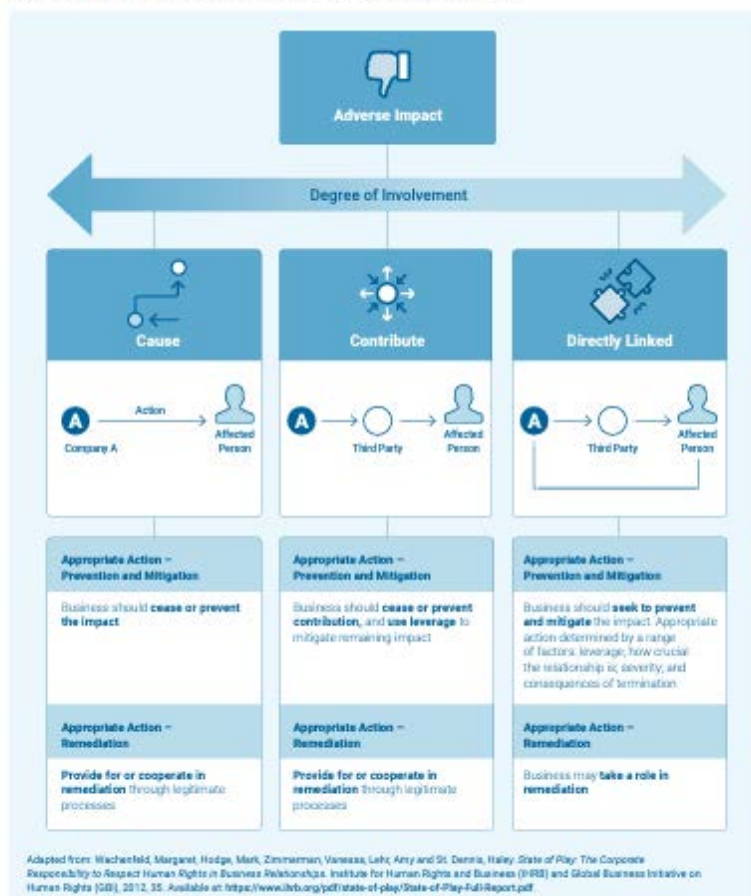 Adverse Impact
Degree of Involvement
Cause
Action
A
Company A
Affected
Person
Appropriate Action –
Prevention and Mitigation
Business should cease or prevent
the impact
Appropriate Action –
Remediation
Provide for or cooperate in
remediation through legitimate
processes
Contribute
A
Third Party
Affected
Person
Appropriate Action –
Prevention and Mitigation
Business should cease or prevent
contribution, and use leverage to
mitigate remaining impact
Appropriate Action –
Remediation
Provide for or cooperate in
remediation through legitimate
processes
Directly Linked
A
Third Party
Affected
Person
Appropriate Action –
Prevention and Mitigation
Business should seek to prevent
and mitigate the impact. Appropriate
action determined by a range
of factors: leverage; how crucial
the relationship is; severity; and
consequences of termination
Appropriate Action –
Remediation
Business may take a role in
remediation
Adapted from: Wachenfeld, Margaret, Hodge, Mark, Zimmerman, Vanessa, Lehr, Amy and St. Dennis, Haley. State of Play: The Corporate
Responsibility to Respect Human Rights in Business Relationships. Institute for Human Rights and Business (IHRB) and Global Business Initiative on
Human Rights (GBI), 2012, 35. Available at: https://www.ihrb.org/pdf/state-of-play/State-of-Play-Full-Report.pdf